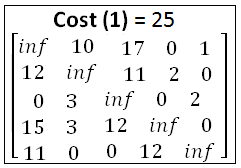 Cost (1) = 25
inf 10 17 0 1
12 inf 11 2 0
0 3 inf 0 2
15 3 12 inf 0
11 0 0 12 inf